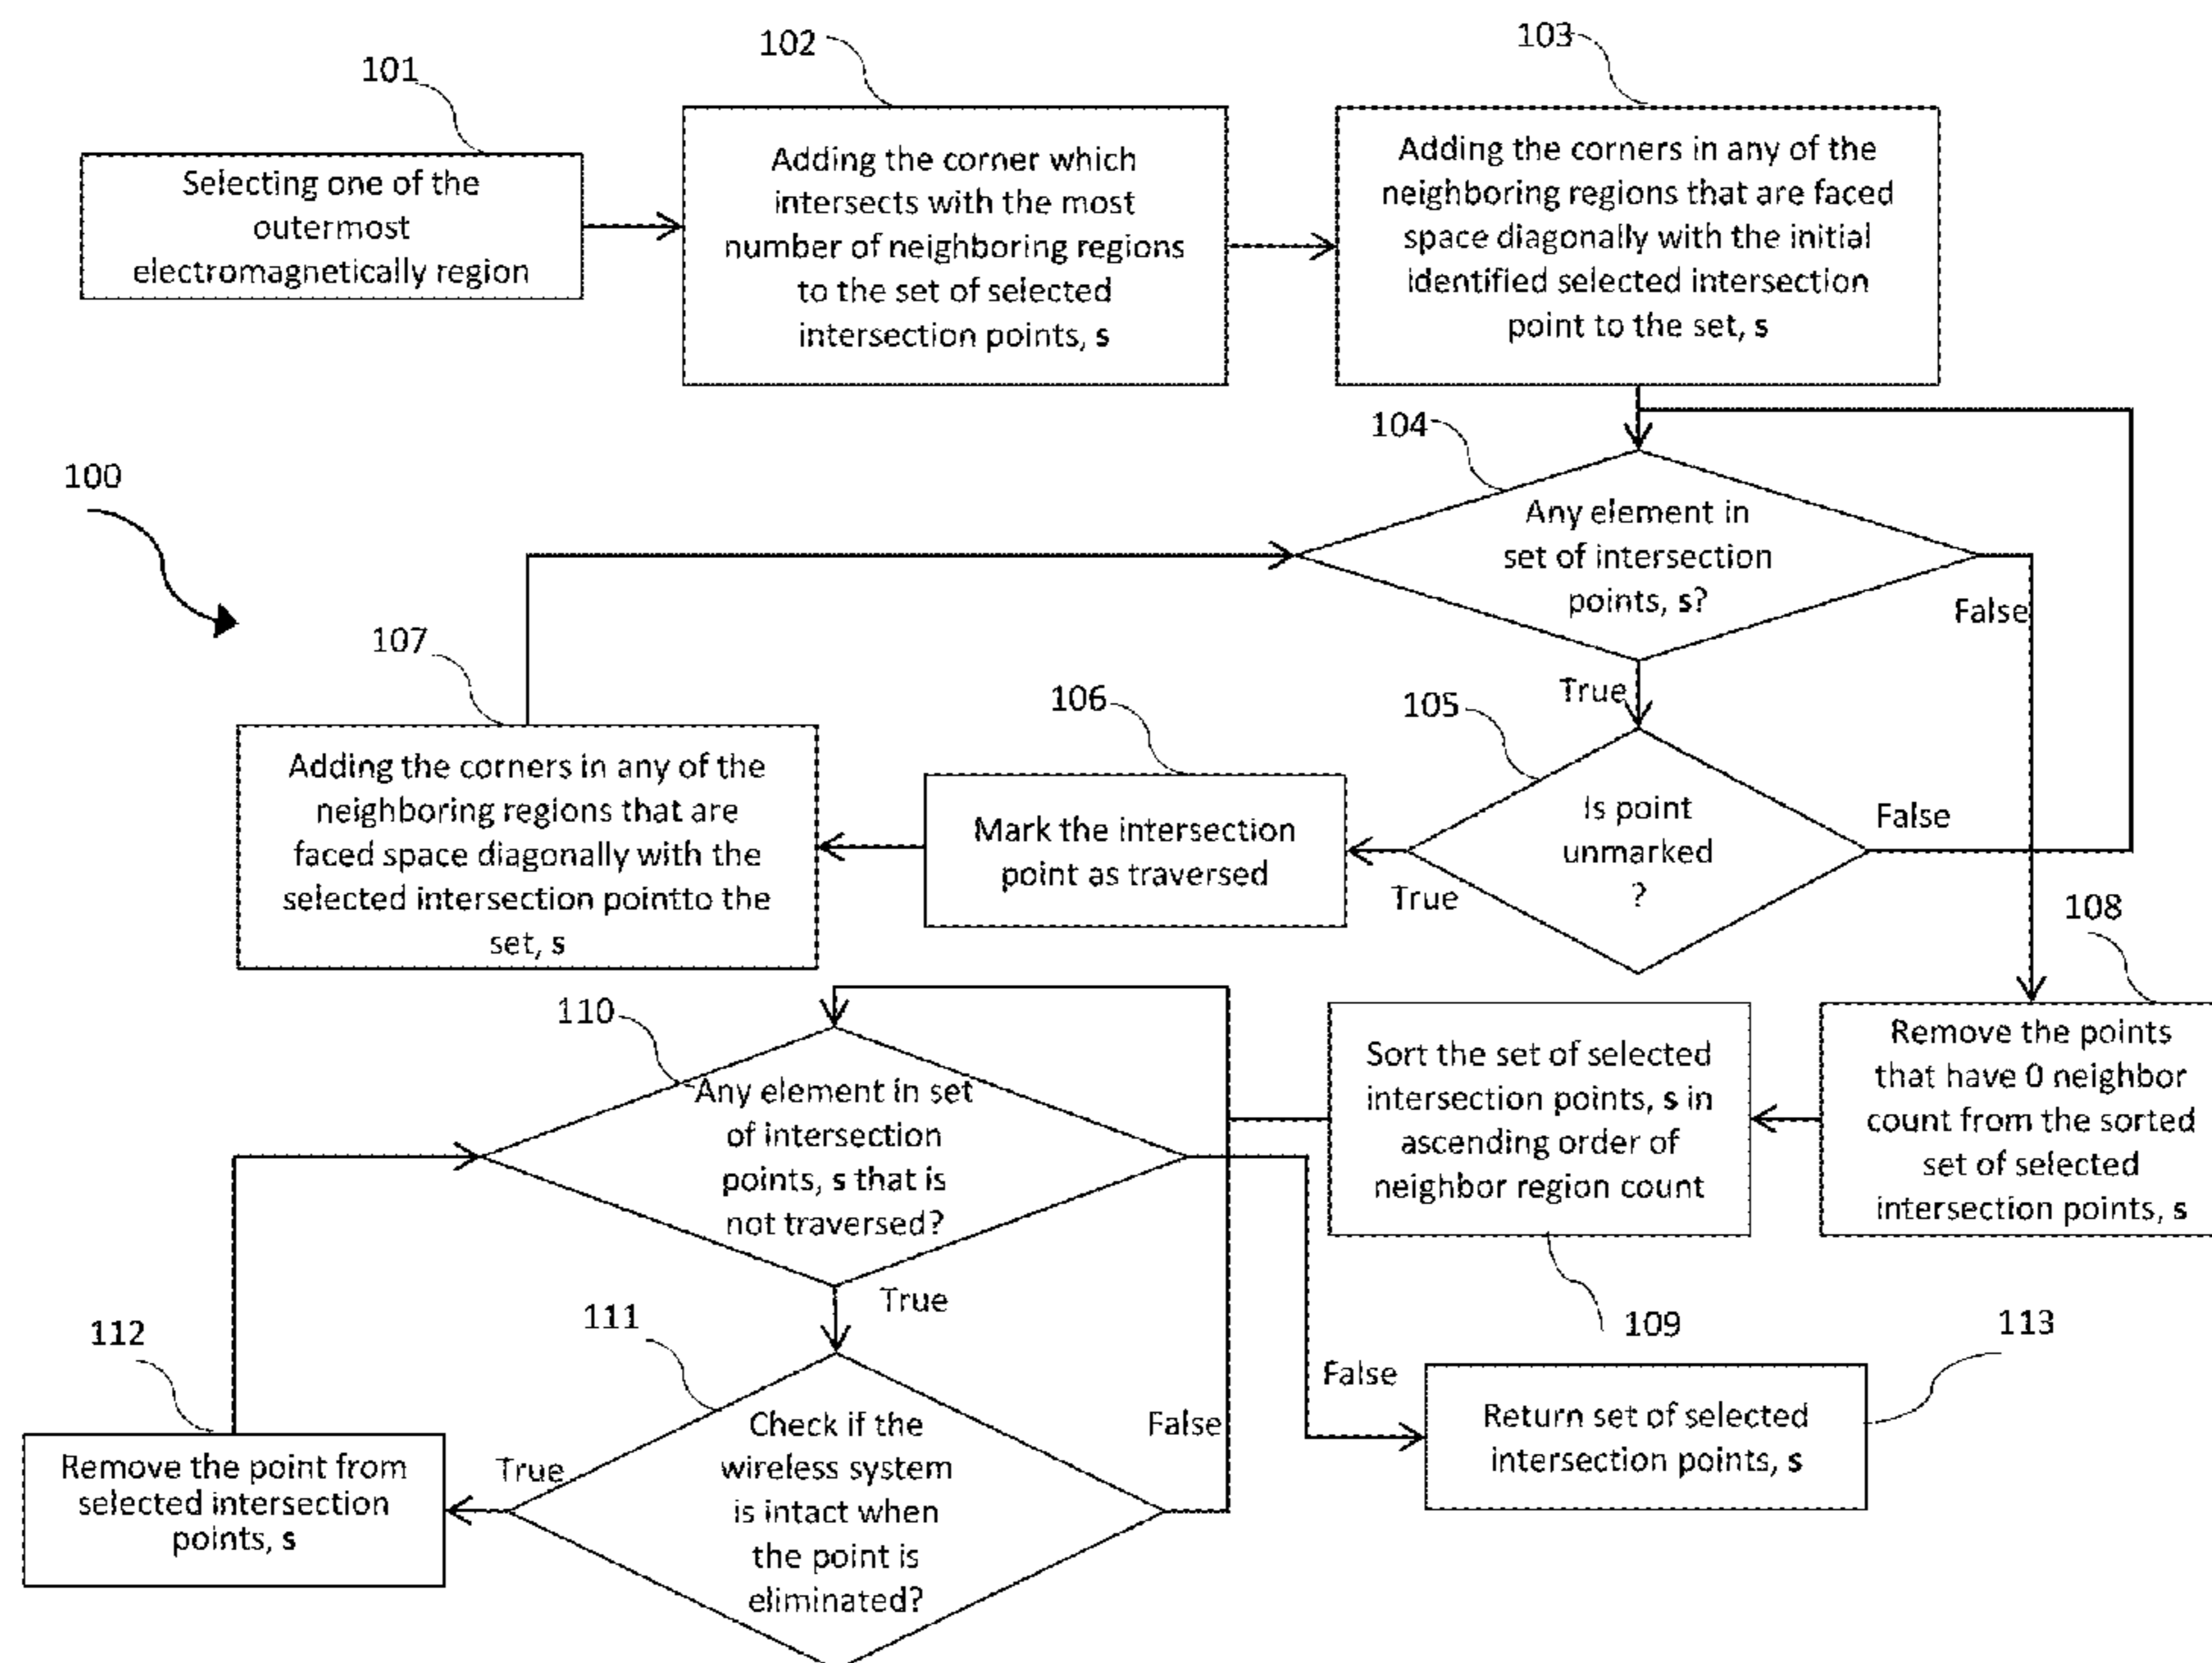 101
Selecting one of the
outermost
electromagnetically region
102
Adding the corner which
intersects with the most
number of neighboring regions
to the set of selected
intersection points, s
103
Adding the corners in any of the
neighboring regions that are faced
space diagonally with the initial
identified selected intersection
point to the set, s
100
104
Any element in
set of intersection
points, s?
False
True
105
Is point
unmarked
?
False
True
106
Mark the intersection
point as traversed
107
Adding the corners in any of the
neighboring regions that are
faced space diagonally with the
selected intersection pointto the
set, s
108
Remove the points
that have 0 neighbor
count from the sorted
set of selected
intersection points, s
Sort the set of selected
intersection points, s in
ascending order of
neighbor region count
109
110
Any element in set
of intersection
points, s that is
not traversed?
True
False
111
Check if the
wireless system
is intact when
the point is
eliminated?
False
True
112
Remove the point from
selected intersection
points, s
113
Return set of selected
intersection points, s